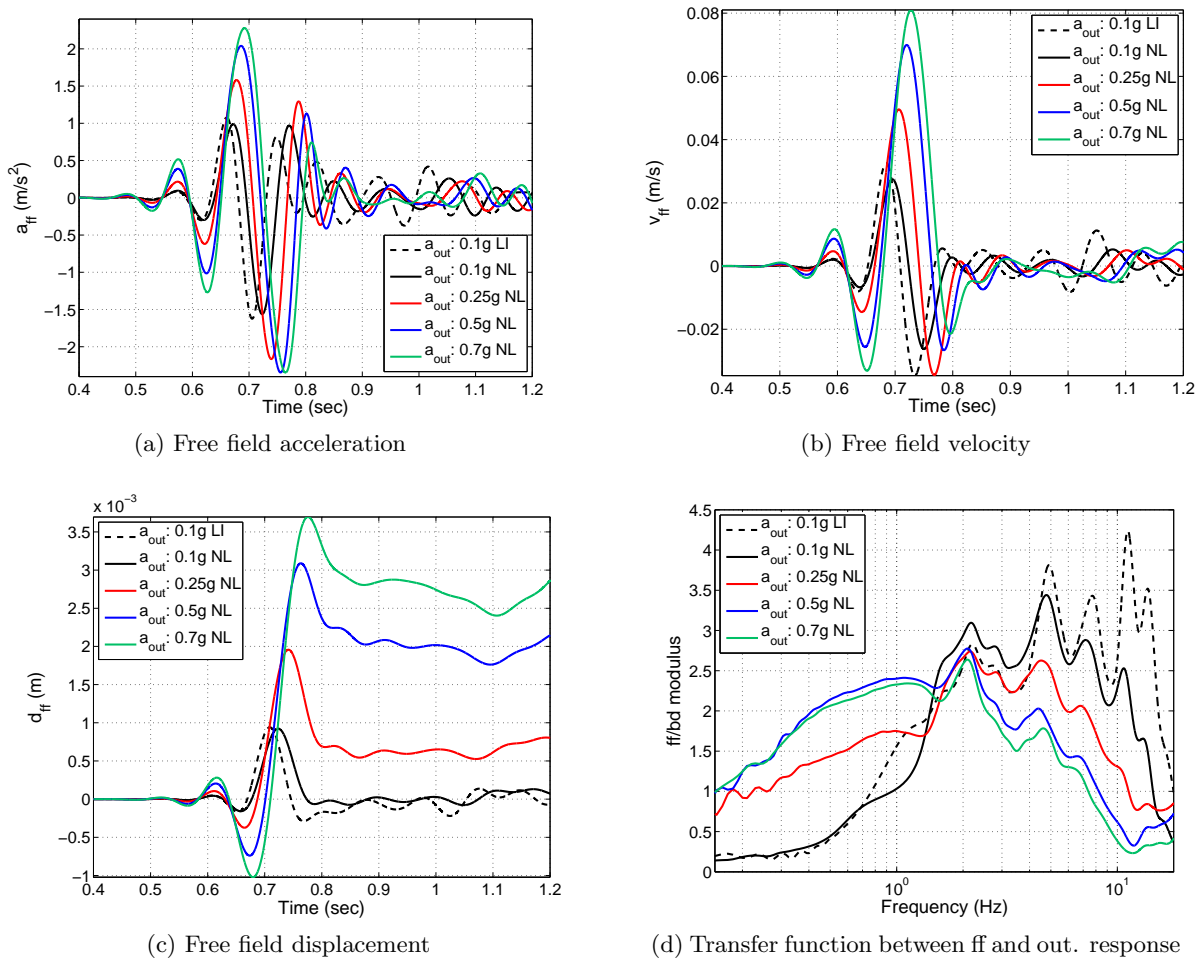 2
1.5
1
0.5
0
−0.5
−1
−1.5
−2
a_ff (m/s^2)
0.4 0.5 0.6 0.7 0.8 0.9 1 1.1 1.2
Time (sec)
a_out: 0.1g LI
a_out: 0.1g NL
a_out: 0.25g NL
a_out: 0.5g NL
a_out: 0.7g NL
(a) Free field acceleration
0.08
0.06
0.04
0.02
0
−0.02
v_ff (m/s)
0.4 0.5 0.6 0.7 0.8 0.9 1 1.1 1.2
Time (sec)
a_out: 0.1g LI
a_out: 0.1g NL
a_out: 0.25g NL
a_out: 0.5g NL
a_out: 0.7g NL
(b) Free field velocity
x 10^−3
3.5
3
2.5
2
1.5
1
0.5
0
−0.5
−1
d_ff (m)
0.4 0.5 0.6 0.7 0.8 0.9 1 1.1 1.2
Time (sec)
a_out: 0.1g LI
a_out: 0.1g NL
a_out: 0.25g NL
a_out: 0.5g NL
a_out: 0.7g NL
(c) Free field displacement
4.5
4
3.5
3
2.5
2
1.5
1
0.5
0
ff/bd modulus
10^0 10^1
Frequency (Hz)
a_out: 0.1g LI
a_out: 0.1g NL
a_out: 0.25g NL
a_out: 0.5g NL
a_out: 0.7g NL
(d) Transfer function between ff and out. response